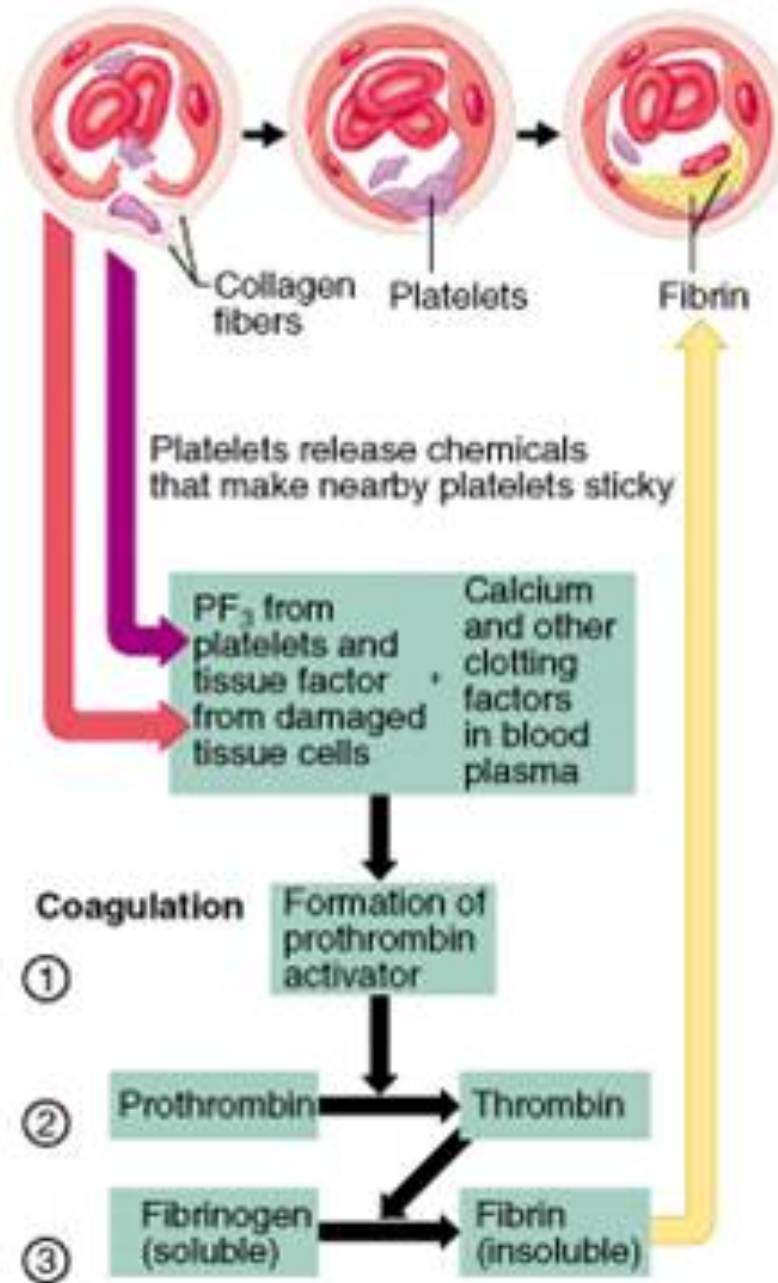 Collagen
fibers
Platelets
Fibrin
Platelets release chemicals
that make nearby platelets sticky
PF₃ from
platelets and
tissue factor
from damaged
tissue cells
+
Calcium
and other
clotting
factors
in blood
plasma
Coagulation
①
Formation of
prothrombin
activator
②
Prothrombin
Thrombin
③
Fibrinogen
(soluble)
Fibrin
(insoluble)